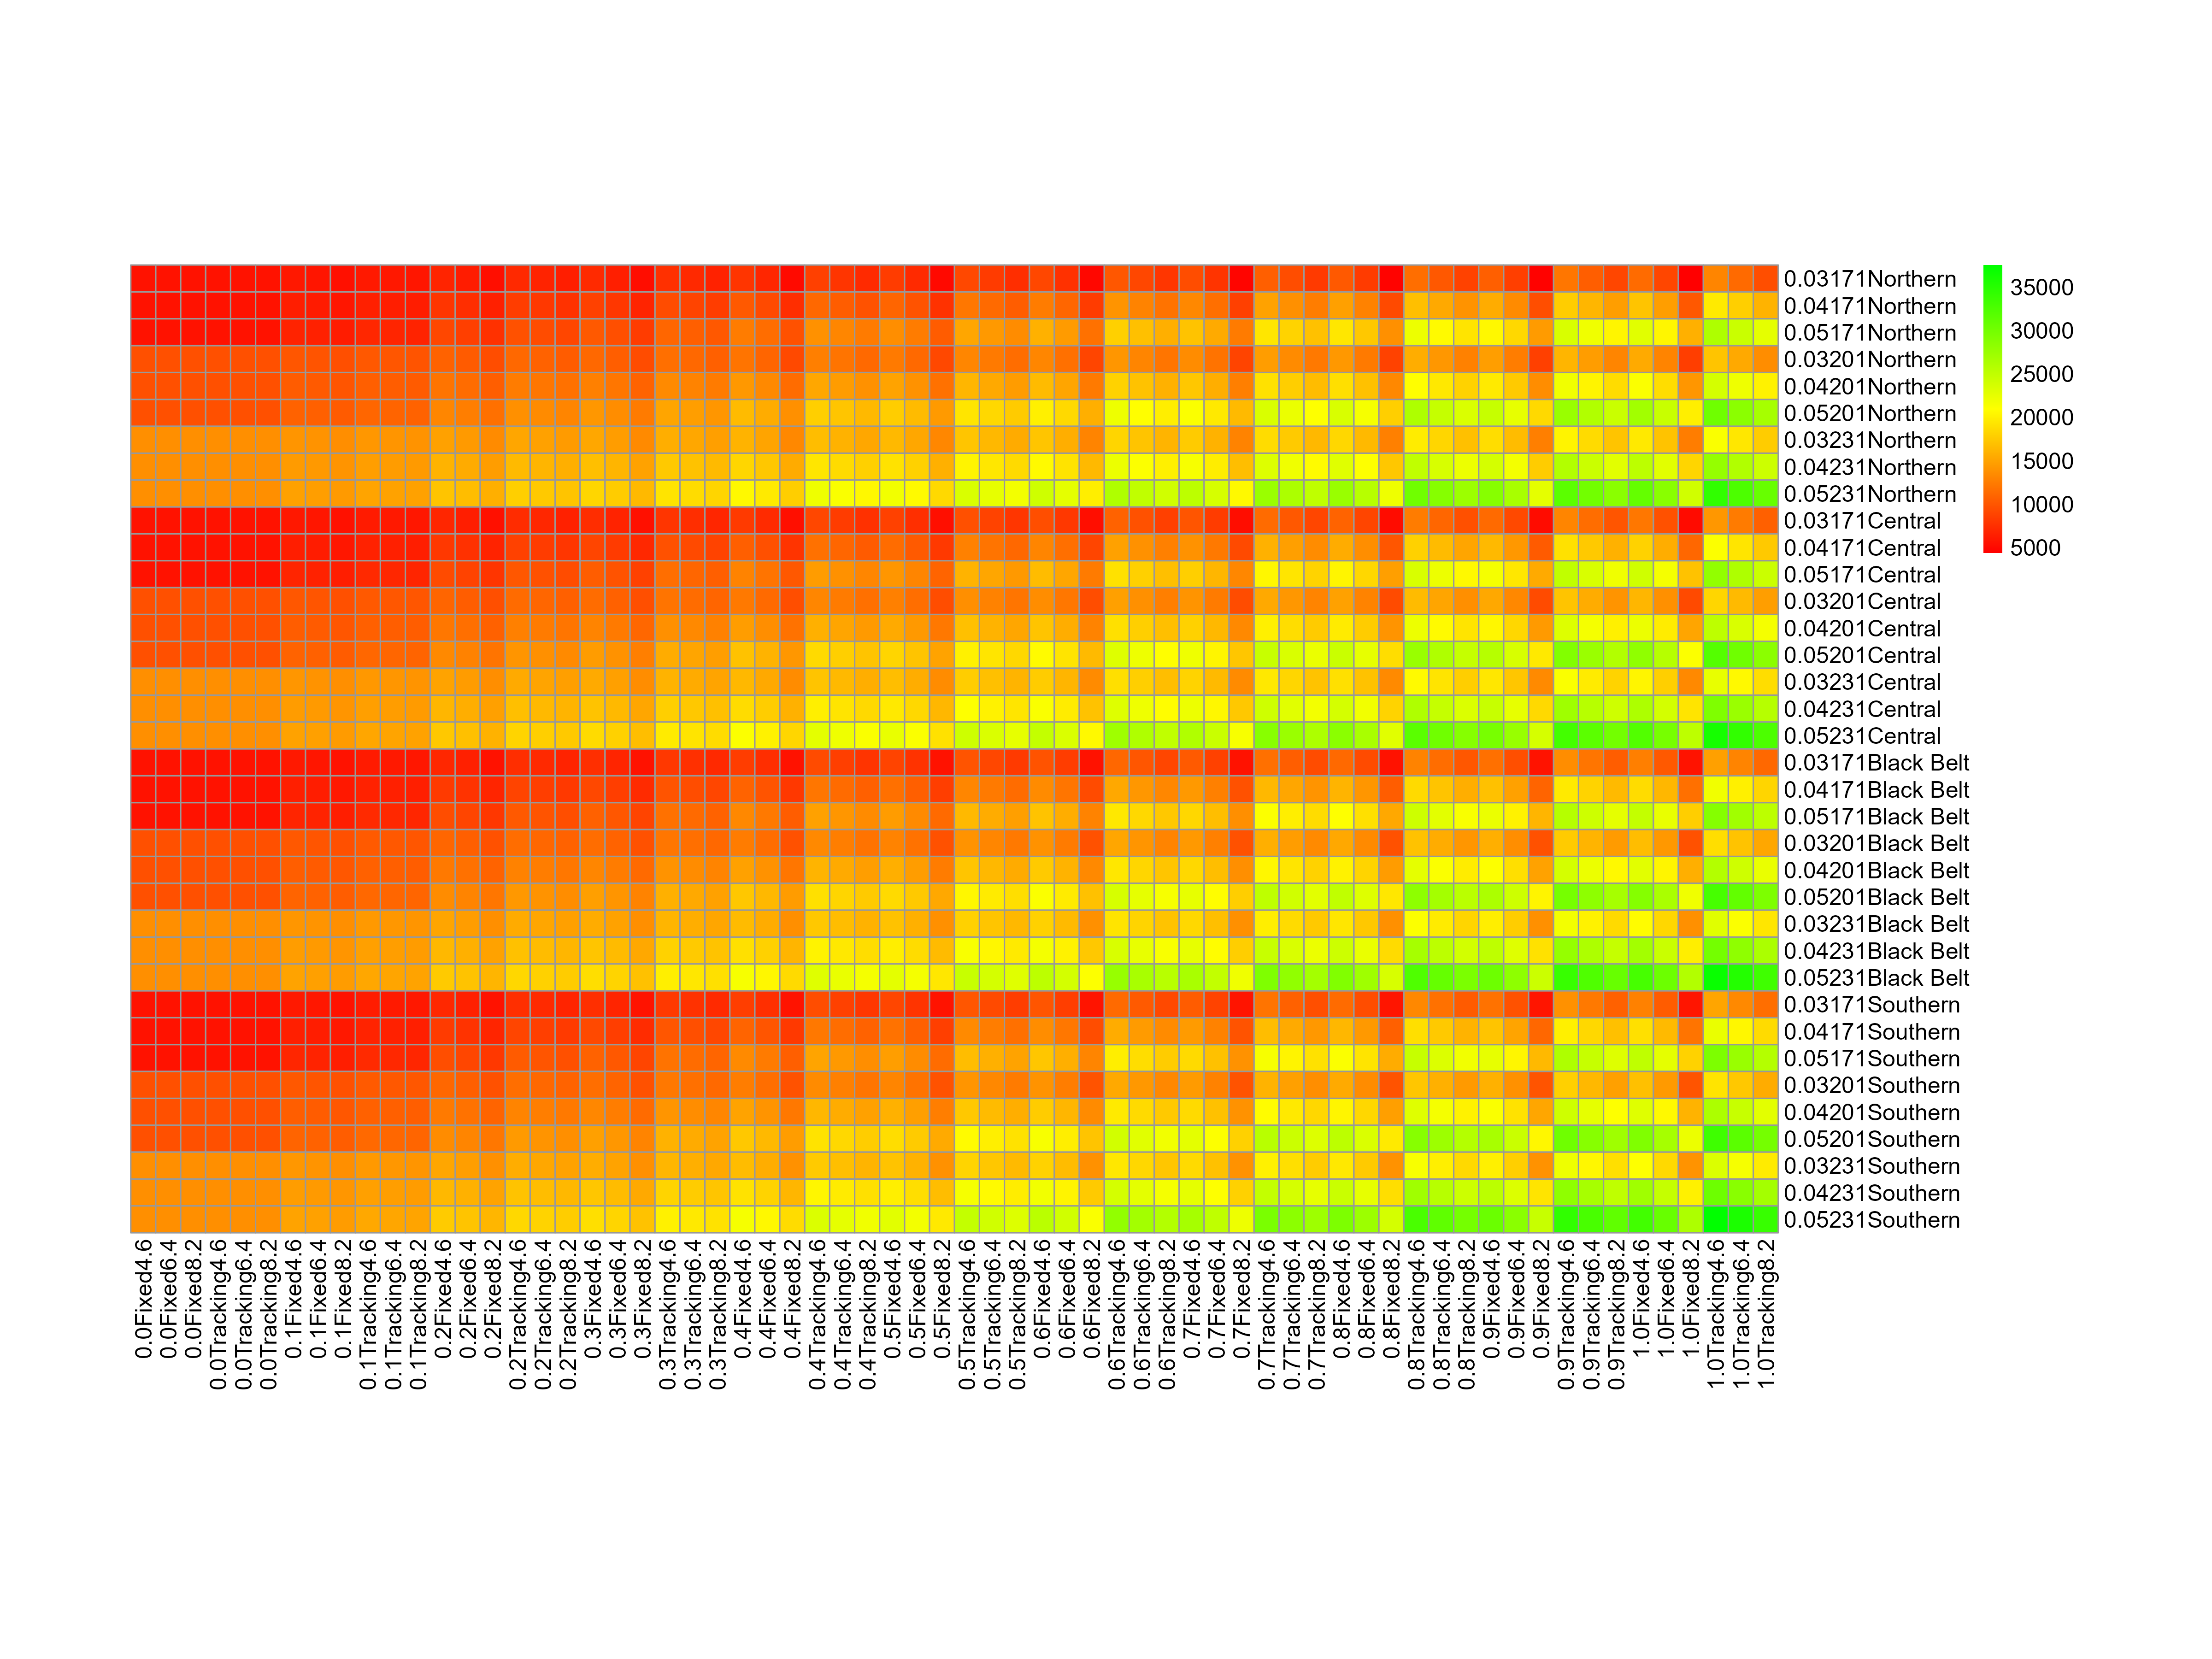 0.03171Northern
0.04171Northern
0.05171Northern
0.03201Northern
0.04201Northern
0.05201Northern
0.03231Northern
0.04231Northern
0.05231Northern
0.03171Central
0.04171Central
0.05171Central
0.03201Central
0.04201Central
0.05201Central
0.03231Central
0.04231Central
0.05231Central
0.03171Black Belt
0.04171Black Belt
0.05171Black Belt
0.03201Black Belt
0.04201Black Belt
0.05201Black Belt
0.03231Black Belt
0.04231Black Belt
0.05231Black Belt
0.03171Southern
0.04171Southern
0.05171Southern
0.03201Southern
0.04201Southern
0.05201Southern
0.03231Southern
0.04231Southern
0.05231Southern
35000
30000
25000
20000
15000
10000
5000
0.0Fixed4.6
0.0Fixed6.4
0.0Fixed8.2
0.0Tracking4.6
0.0Tracking6.4
0.0Tracking8.2
0.1Fixed4.6
0.1Fixed6.4
0.1Fixed8.2
0.1Tracking4.6
0.1Tracking6.4
0.1Tracking8.2
0.2Fixed4.6
0.2Fixed6.4
0.2Fixed8.2
0.2Tracking4.6
0.2Tracking6.4
0.2Tracking8.2
0.3Fixed4.6
0.3Fixed6.4
0.3Fixed8.2
0.3Tracking4.6
0.3Tracking6.4
0.3Tracking8.2
0.4Fixed4.6
0.4Fixed6.4
0.4Fixed8.2
0.4Tracking4.6
0.4Tracking6.4
0.4Tracking8.2
0.5Fixed4.6
0.5Fixed6.4
0.5Fixed8.2
0.5Tracking4.6
0.5Tracking6.4
0.5Tracking8.2
0.6Fixed4.6
0.6Fixed6.4
0.6Fixed8.2
0.6Tracking4.6
0.6Tracking6.4
0.6Tracking8.2
0.7Fixed4.6
0.7Fixed6.4
0.7Fixed8.2
0.7Tracking4.6
0.7Tracking6.4
0.7Tracking8.2
0.8Fixed4.6
0.8Fixed6.4
0.8Fixed8.2
0.8Tracking4.6
0.8Tracking6.4
0.8Tracking8.2
0.9Fixed4.6
0.9Fixed6.4
0.9Fixed8.2
0.9Tracking4.6
0.9Tracking6.4
0.9Tracking8.2
1.0Fixed4.6
1.0Fixed6.4
1.0Fixed8.2
1.0Tracking4.6
1.0Tracking6.4
1.0Tracking8.2